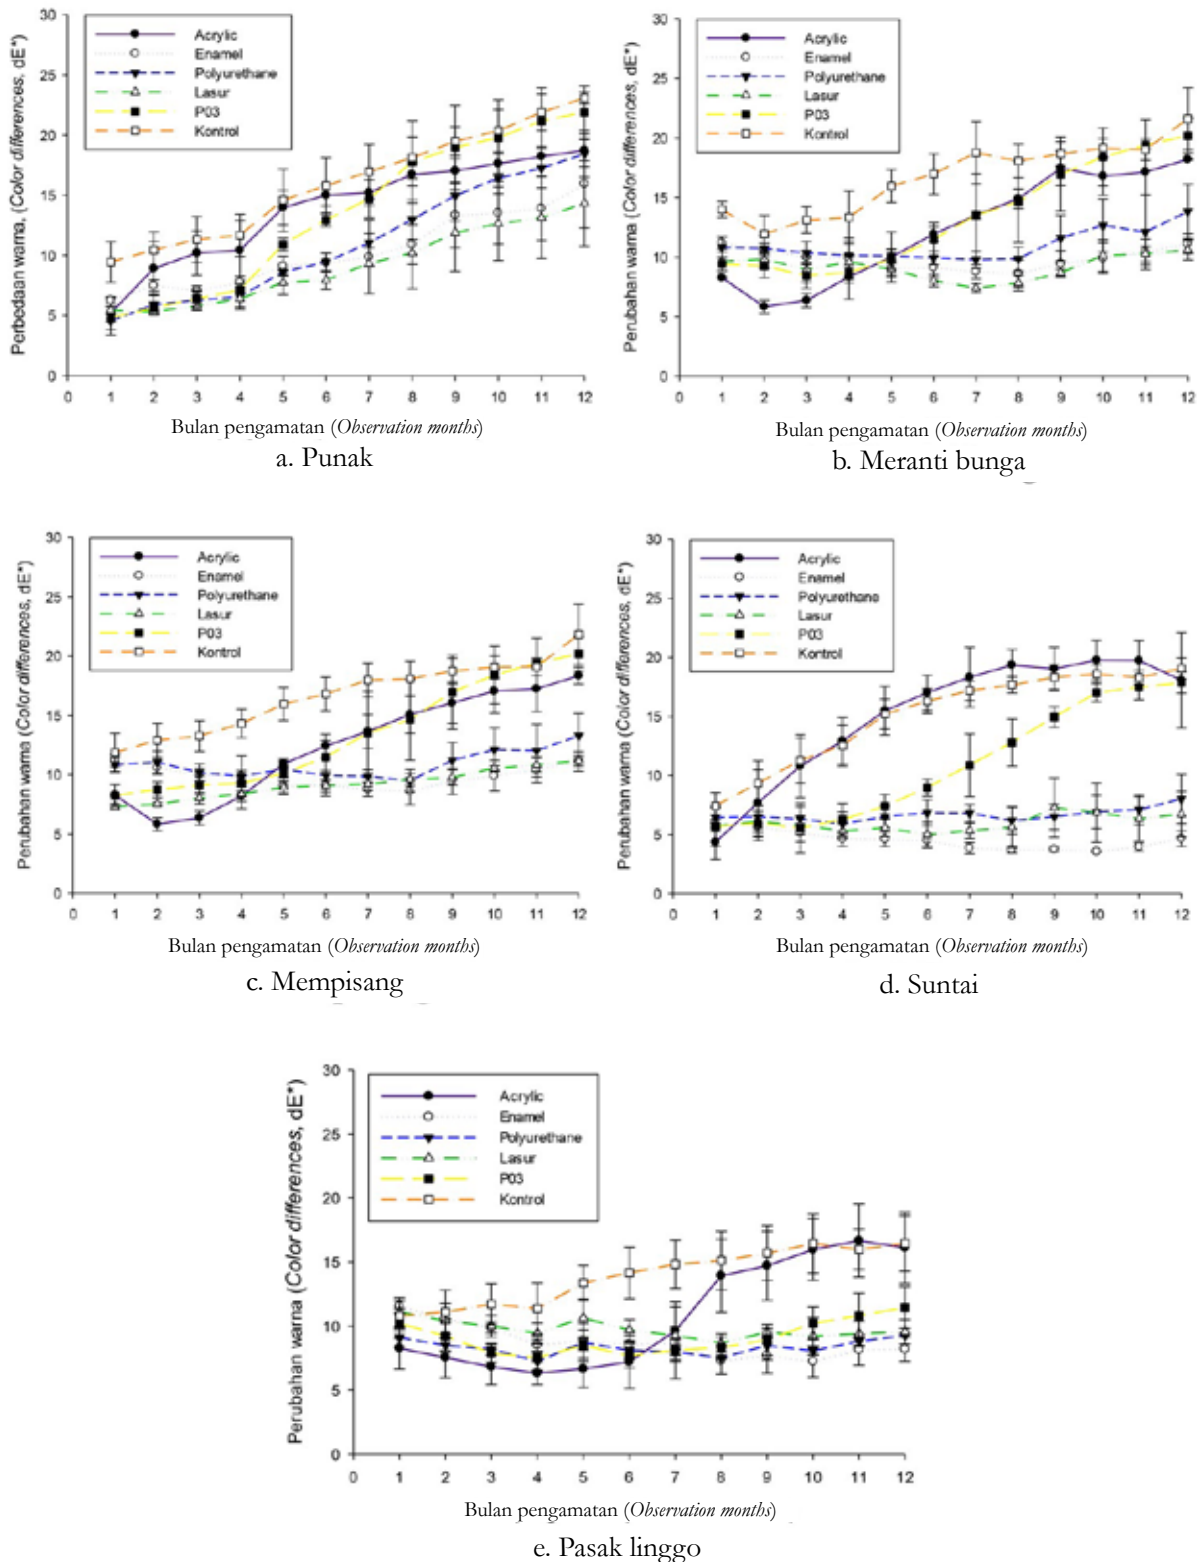 Perbedaan warna, (Color differences, dE*)
30
25
20
15
10
5
0
Acrylic
Enamel
Polyurethane
Lasur
P03
Kontrol
0 1 2 3 4 5 6 7 8 9 10 11 12
Bulan pengamatan (Observation months)
a. Punak
Perubahan warna (Color differences, dE*)
30
25
20
15
10
5
0
Acrylic
Enamel
Polyurethane
Lasur
P03
Kontrol
0 1 2 3 4 5 6 7 8 9 10 11 12
Bulan pengamatan (Observation months)
b. Meranti bunga
Perubahan warna (Color differences, dE*)
30
25
20
15
10
5
0
Acrylic
Enamel
Polyurethane
Lasur
P03
Kontrol
0 1 2 3 4 5 6 7 8 9 10 11 12
Bulan pengamatan (Observation months)
c. Mempisang
Perubahan warna (Color differences, dE*)
30
25
20
15
10
5
0
Acrylic
Enamel
Polyurethane
Lasur
P03
Kontrol
0 1 2 3 4 5 6 7 8 9 10 11 12
Bulan pengamatan (Observation months)
d. Suntai
Perubahan warna (Color differences, dE*)
30
25
20
15
10
5
0
Acrylic
Enamel
Polyurethane
Lasur
P03
Kontrol
0 1 2 3 4 5 6 7 8 9 10 11 12
Bulan pengamatan (Observation months)
e. Pasak linggo